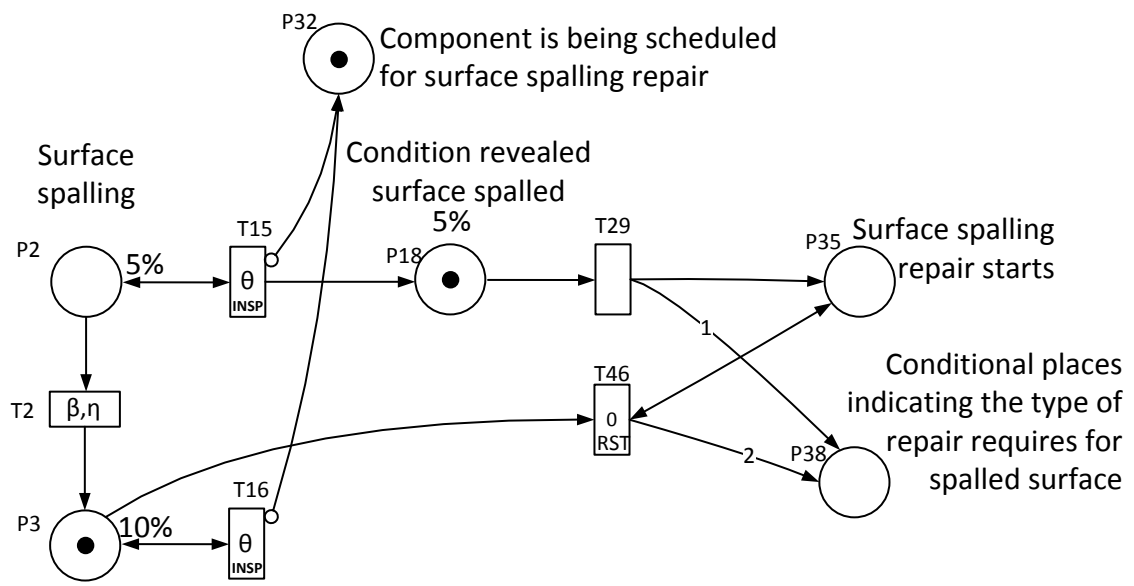 P32
Component is being scheduled
for surface spalling repair
Surface
spalling
Condition revealed
surface spalled
5%
T15
T29
P2
5%
θ
INSP
P18
P35
Surface spalling
repair starts
1
T2
β,η
T46
0
RST
Conditional places
indicating the type of
repair requires for
spalled surface
2
P38
T16
P3
10%
θ
INSP